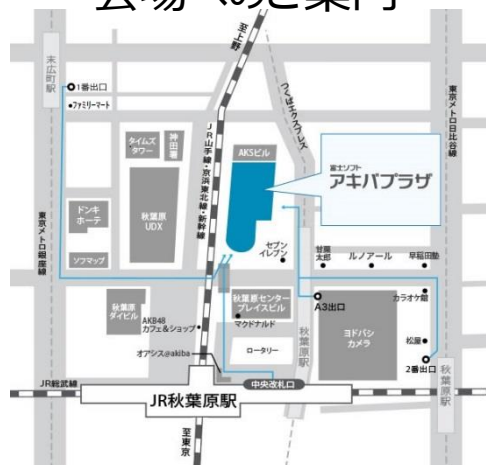 会場へのご案内
至上野
末広町駅
1番出口
ファミリーマート
つくばエクスプレス
東京メトロ日比谷線
タイムズ
タワー
神田署
AKSビル
富士ソフト
アキバプラザ
JR山手線・京浜東北線・新幹線
秋葉原
UDX
ドンキ
ホーテ
ソフマップ
東京メトロ銀座線
セブン
イレブン
甘栗
太郎
ルノアール
早稲田塾
秋葉原
ダイビル
秋葉原センター
プレイスビル
マクドナルド
A3出口
カラオケ館
AKB48
カフェ&ショップ
ロータリー
秋葉原駅
ヨドバシ
カメラ
松屋
2番出口
オアシス@akiba
JR総武線
中央改札口
JR秋葉原駅
秋葉原駅
至東京